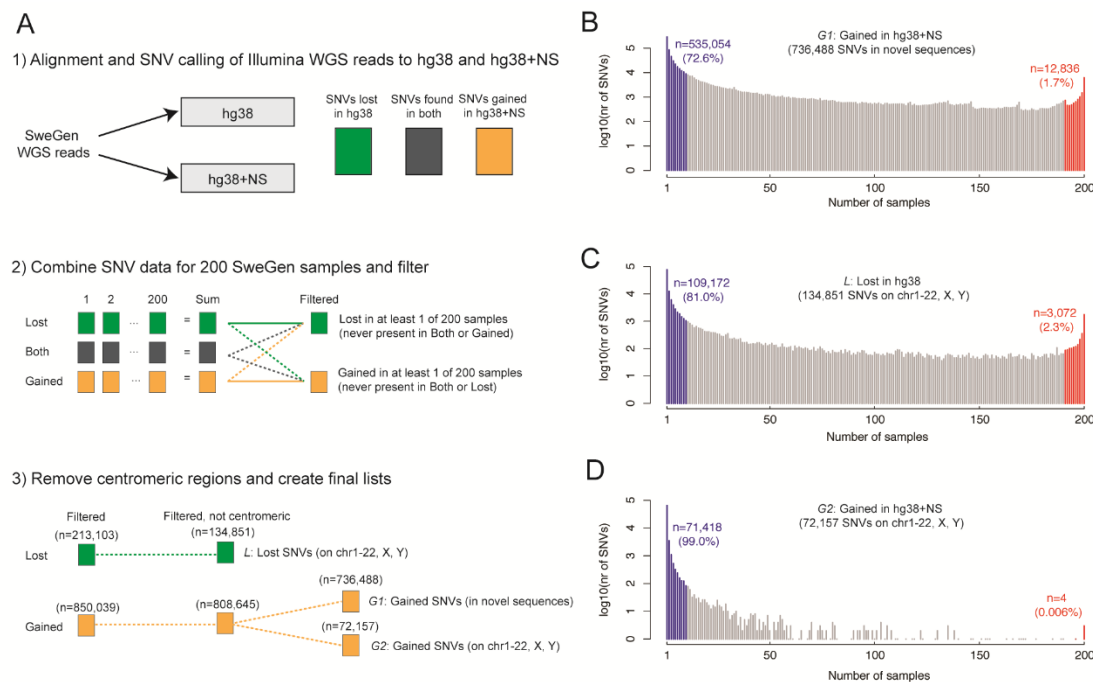 A
1) Alignment and SNV calling of Illumina WGS reads to hg38 and hg38+NS
SweGen
WGS reads
hg38
hg38+NS
SNVs lost
in hg38
SNVs found
in both
SNVs gained
in hg38+NS
2) Combine SNV data for 200 SweGen samples and filter
1 2 200 Sum Filtered
Lost ... =
Both ... =
Gained ... =
Lost in at least 1 of 200 samples
(never present in Both or Gained)
Gained in at least 1 of 200 samples
(never present in Both or Lost)
3) Remove centromeric regions and create final lists
Filtered
(n=213,103)
Filtered, not centromeric
(n=134,851)
Lost
L: Lost SNVs (on chr1-22, X, Y)
(n=850,039)
(n=808,645)
(n=736,488)
Gained
G1: Gained SNVs (in novel sequences)
(n=72,157)
G2: Gained SNVs (on chr1-22, X, Y)
B
G1: Gained in hg38+NS
(736,488 SNVs in novel sequences)
n=535,054
(72.6%)
n=12,836
(1.7%)
log10(nr of SNVs)
5
4
3
2
1
0
1 50 100 150 200
Number of samples
C
L: Lost in hg38
(134,851 SNVs on chr1-22, X, Y)
n=109,172
(81.0%)
n=3,072
(2.3%)
log10(nr of SNVs)
5
4
3
2
1
0
1 50 100 150 200
Number of samples
D
G2: Gained in hg38+NS
(72,157 SNVs on chr1-22, X, Y)
n=71,418
(99.0%)
n=4
(0.006%)
log10(nr of SNVs)
5
4
3
2
1
0
1 50 100 150 200
Number of samples